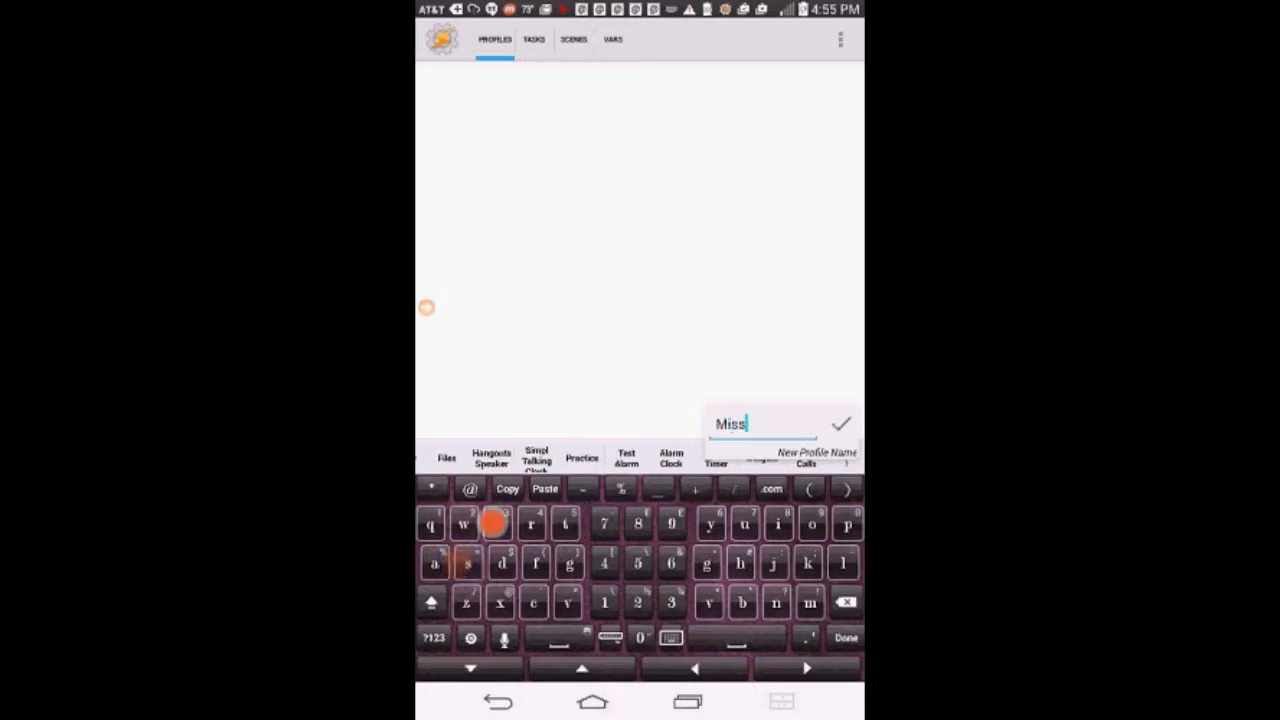 AT&T 73° 4:55 PM
PROFILES TASKS SCENES VARS
Miss
New Profile Name
Files Hangouts Speaker Simpl Talking Clock Practice Test Alarm Alarm Clock Timer Calls
* @ Copy Paste - _ + / .com ( )
q w r t 7 8 9 y u i o p
a s d f g 4 5 6 g h j k l
z x c v 1 2 3 v b n m
?123 0 Done